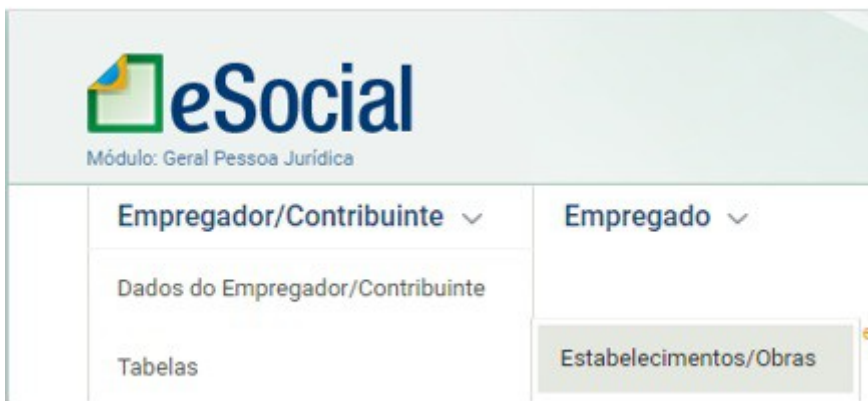 eSocial
Módulo: Geral Pessoa Jurídica
Empregador/Contribuinte
Empregado
Dados do Empregador/Contribuinte
Tabelas
Estabelecimentos/Obras